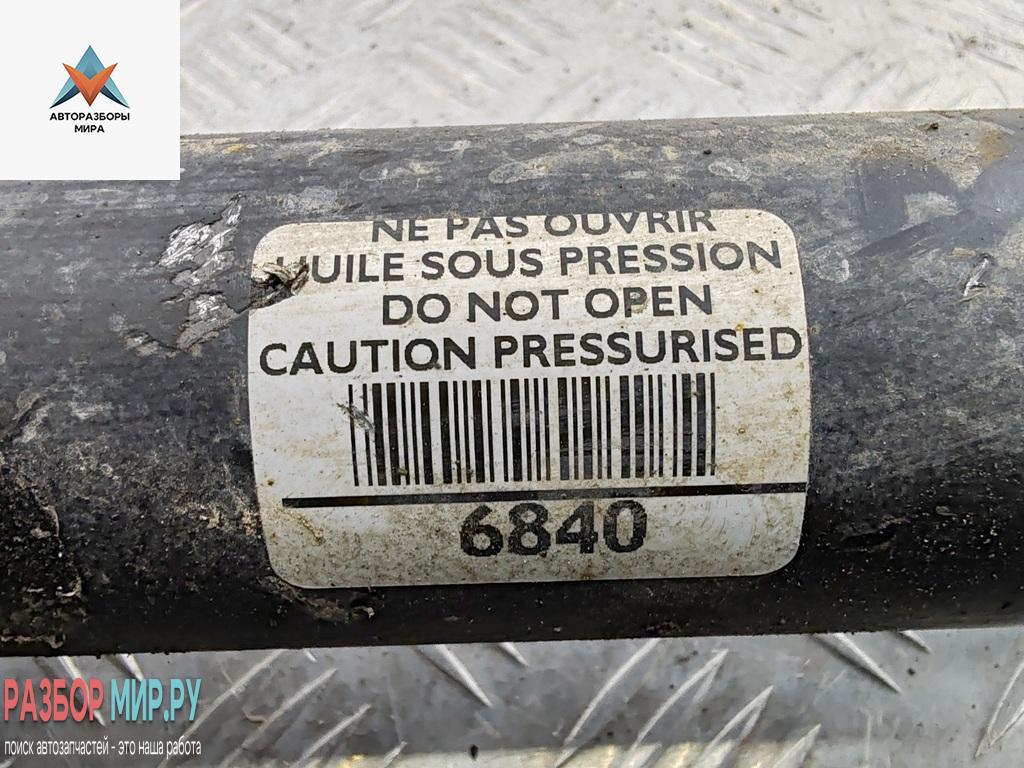 АВТОРАЗБОРЫ
МИРА
NE PAS OUVRIR
HUILE SOUS PRESSION
DO NOT OPEN
CAUTION PRESSURISED
6840
РАЗБОР МИР.РУ
поиск автозапчастей - это наша работа